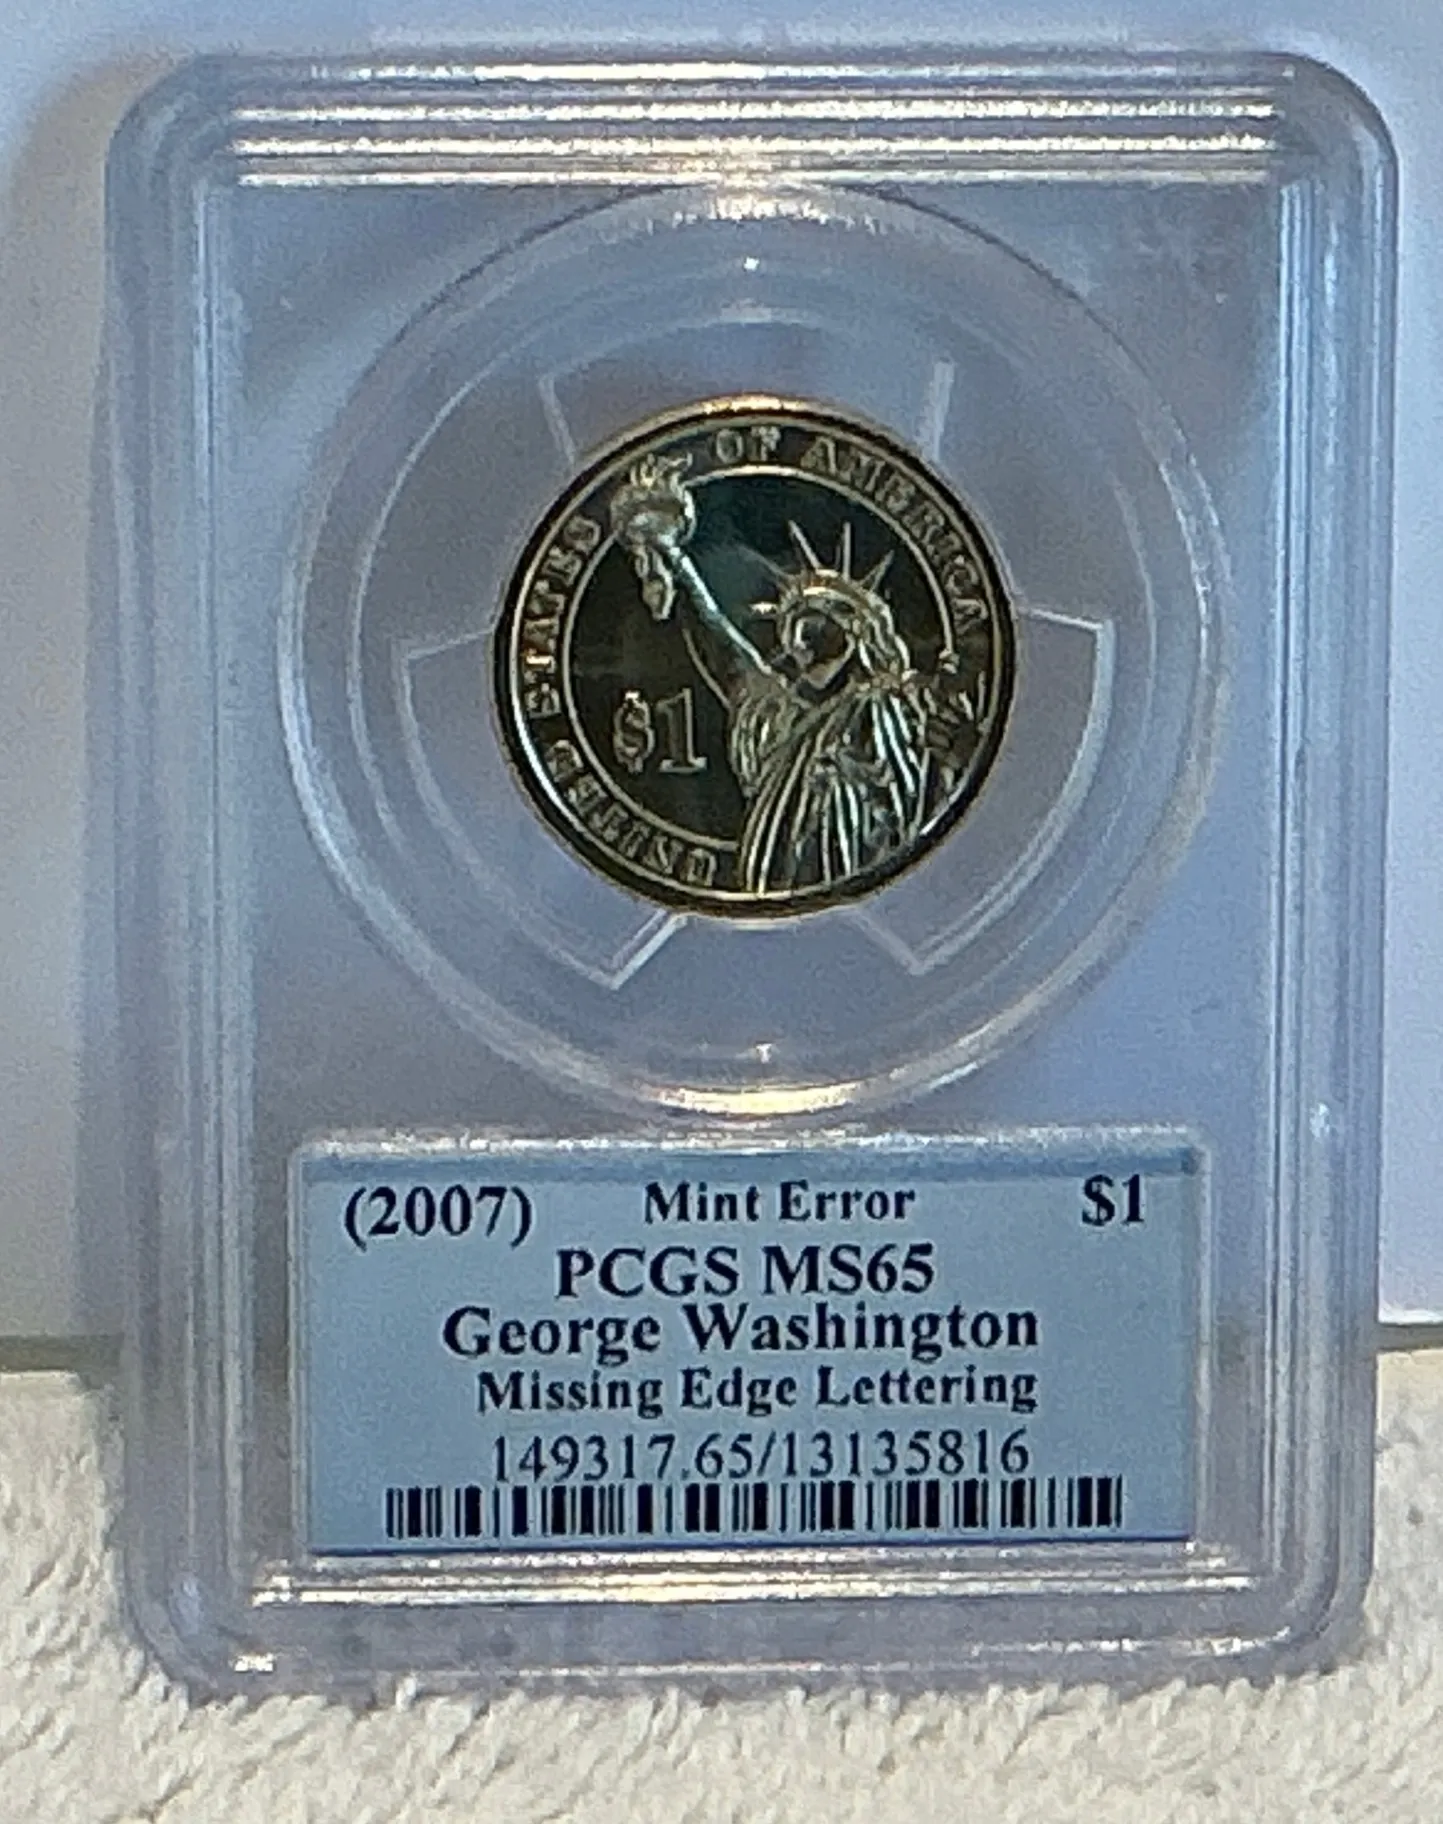 UNITED STATES OF AMERICA
$1
(2007) Mint Error $1
PCGS MS65
George Washington
Missing Edge Lettering
149317.65/13135816